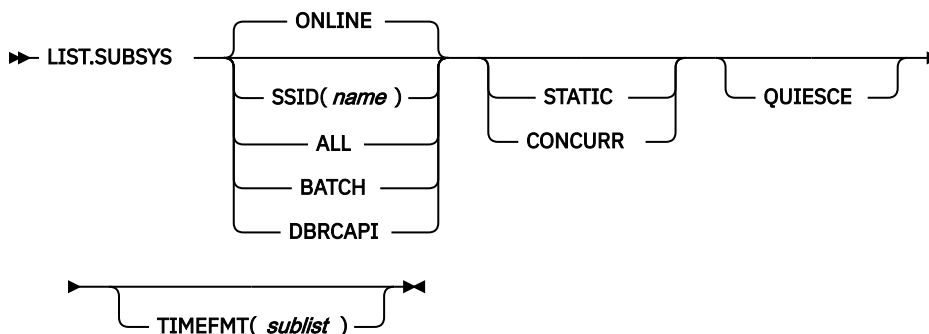 ONLINE
LIST.SUBSYS
SSID( name )
ALL
BATCH
DBRCAPI
STATIC
CONCURR
QUIESCE
TIMEFMT( sublist )